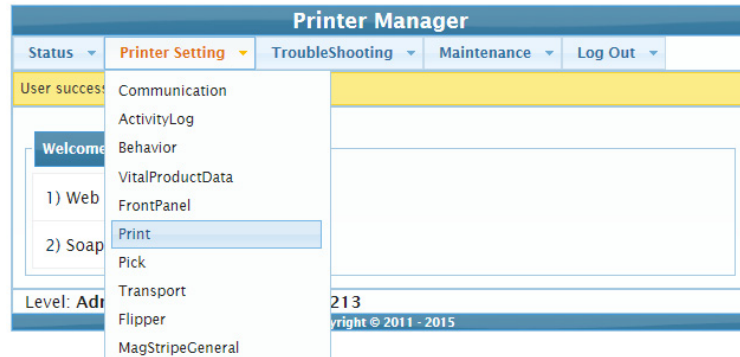 Printer Manager
Status Printer Setting TroubleShooting Maintenance Log Out
User success
Communication
ActivityLog
Welcome
Behavior
VitalProductData
1) Web
FrontPanel
Print
2) Soap
Pick
Transport
Level: Adr 213
Flipper
yright © 2011 - 2015
MagStripeGeneral